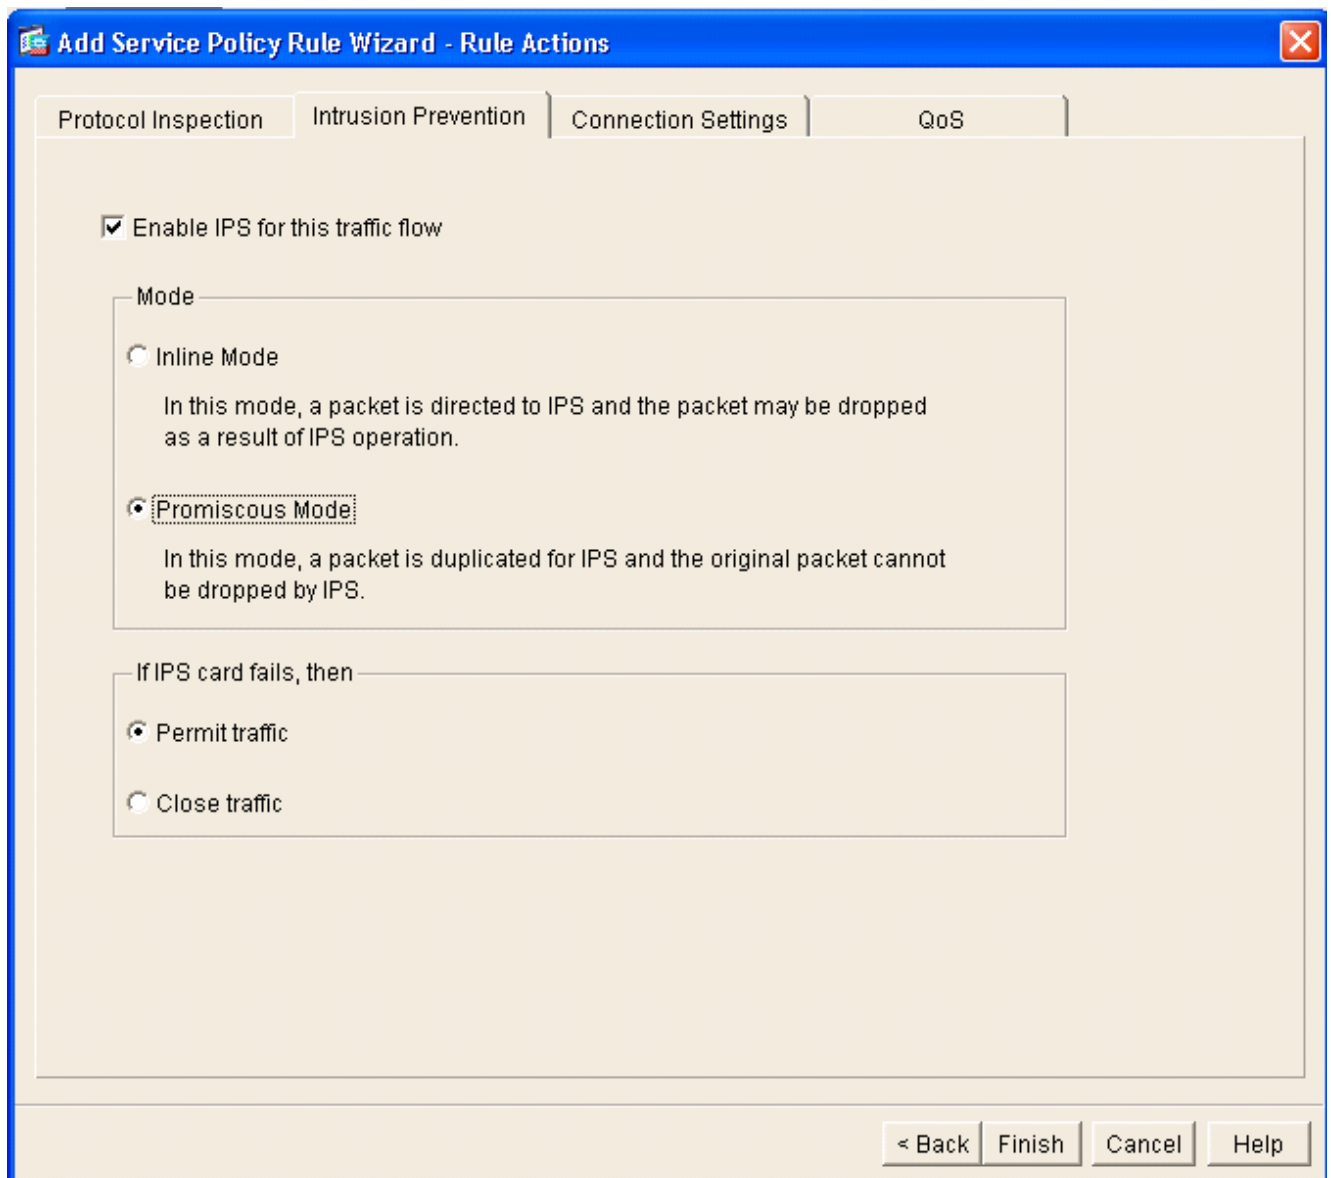 Add Service Policy Rule Wizard - Rule Actions
Protocol Inspection
Intrusion Prevention
Connection Settings
QoS
Enable IPS for this traffic flow
Mode
Inline Mode
In this mode, a packet is directed to IPS and the packet may be dropped
as a result of IPS operation.
Promiscous Mode
In this mode, a packet is duplicated for IPS and the original packet cannot
be dropped by IPS.
If IPS card fails, then
Permit traffic
Close traffic
< Back
Finish
Cancel
Help